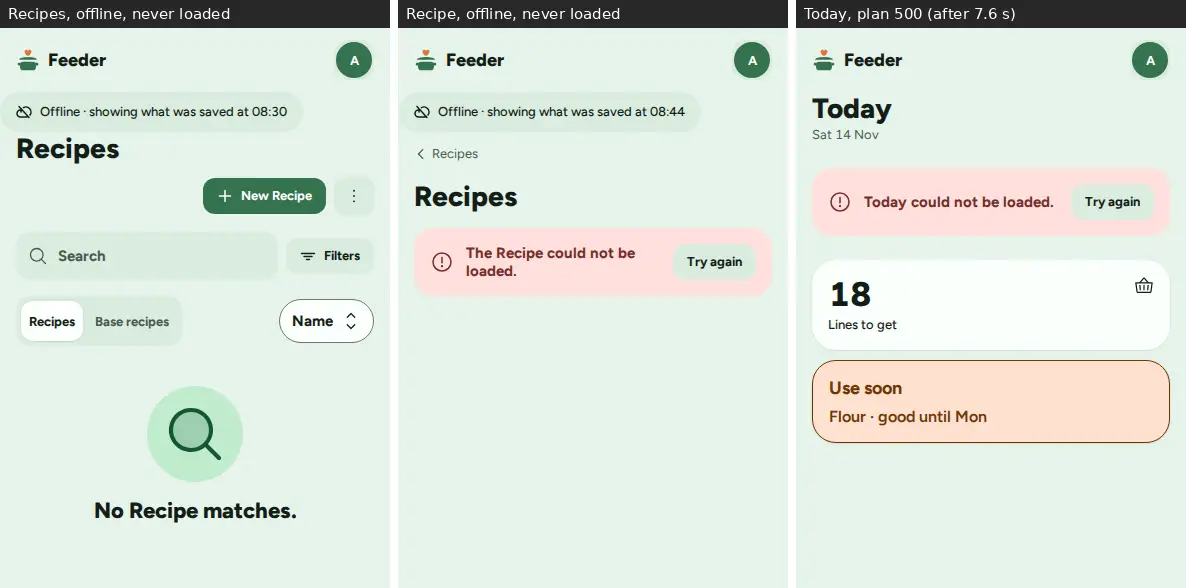 Recipes, offline, never loaded
Feeder
A
Offline · showing what was saved at 08:30
Recipes
New Recipe
Search
Filters
Recipes
Base recipes
Name
No Recipe matches.
Recipe, offline, never loaded
Feeder
A
Offline · showing what was saved at 08:44
Recipes
Recipes
The Recipe could not be
loaded.
Try again
Today, plan 500 (after 7.6 s)
Feeder
A
Today
Sat 14 Nov
Today could not be loaded.
Try again
18
Lines to get
Use soon
Flour · good until Mon